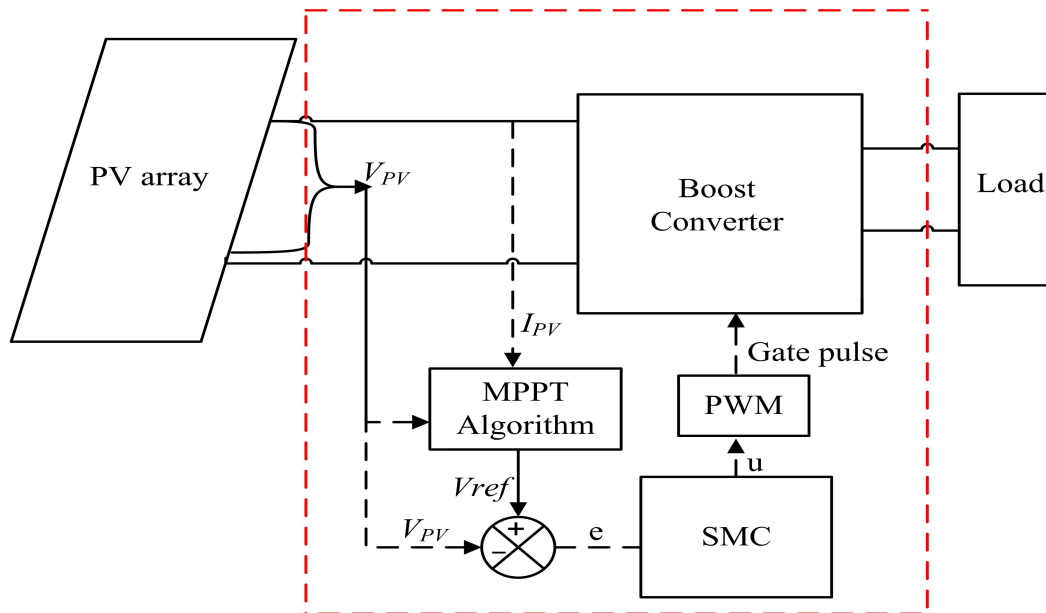 PV array
V_PV
Boost
Converter
Load
I_PV
Gate pulse
MPPT
Algorithm
PWM
u
Vref
+
V_PV
−
e
SMC